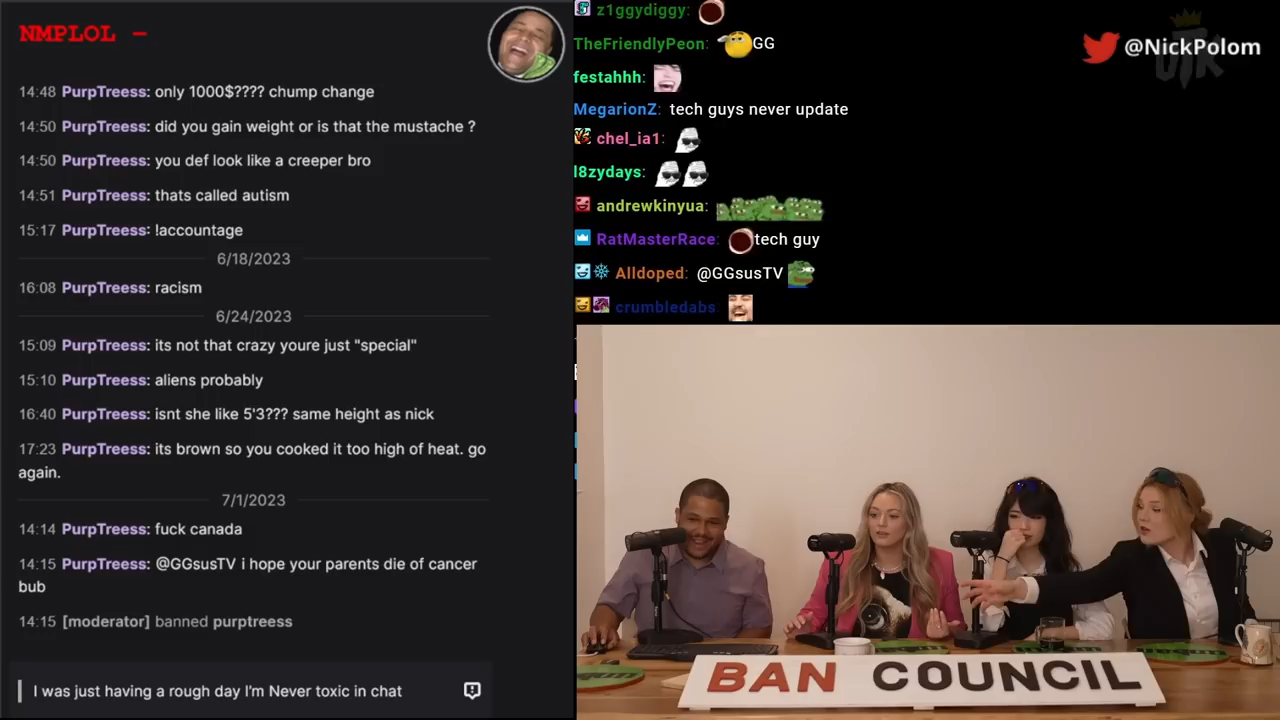 NMPLOL -
14:48 PurpTreess: only 1000$???? chump change
14:50 PurpTreess: did you gain weight or is that the mustache ?
14:50 PurpTreess: you def look like a creeper bro
14:51 PurpTreess: thats called autism
15:17 PurpTreess: !accountage
6/18/2023
16:08 PurpTreess: racism
6/24/2023
15:09 PurpTreess: its not that crazy youre just "special"
15:10 PurpTreess: aliens probably
16:40 PurpTreess: isnt she like 5'3??? same height as nick
17:23 PurpTreess: its brown so you cooked it too high of heat. go
again.
7/1/2023
14:14 PurpTreess: fuck canada
14:15 PurpTreess: @GGsusTV i hope your parents die of cancer
bub
14:15 [moderator] banned purptreess
I was just having a rough day I'm Never toxic in chat
z1ggydiggy:
TheFriendlyPeon: GG
festahhh:
MegarionZ: tech guys never update
chel_ia1:
l8zydays:
andrewkinyua:
RatMasterRace: tech guy
Alldoped: @GGsusTV
crumbledabs:
@NickPolom
BAN COUNCIL